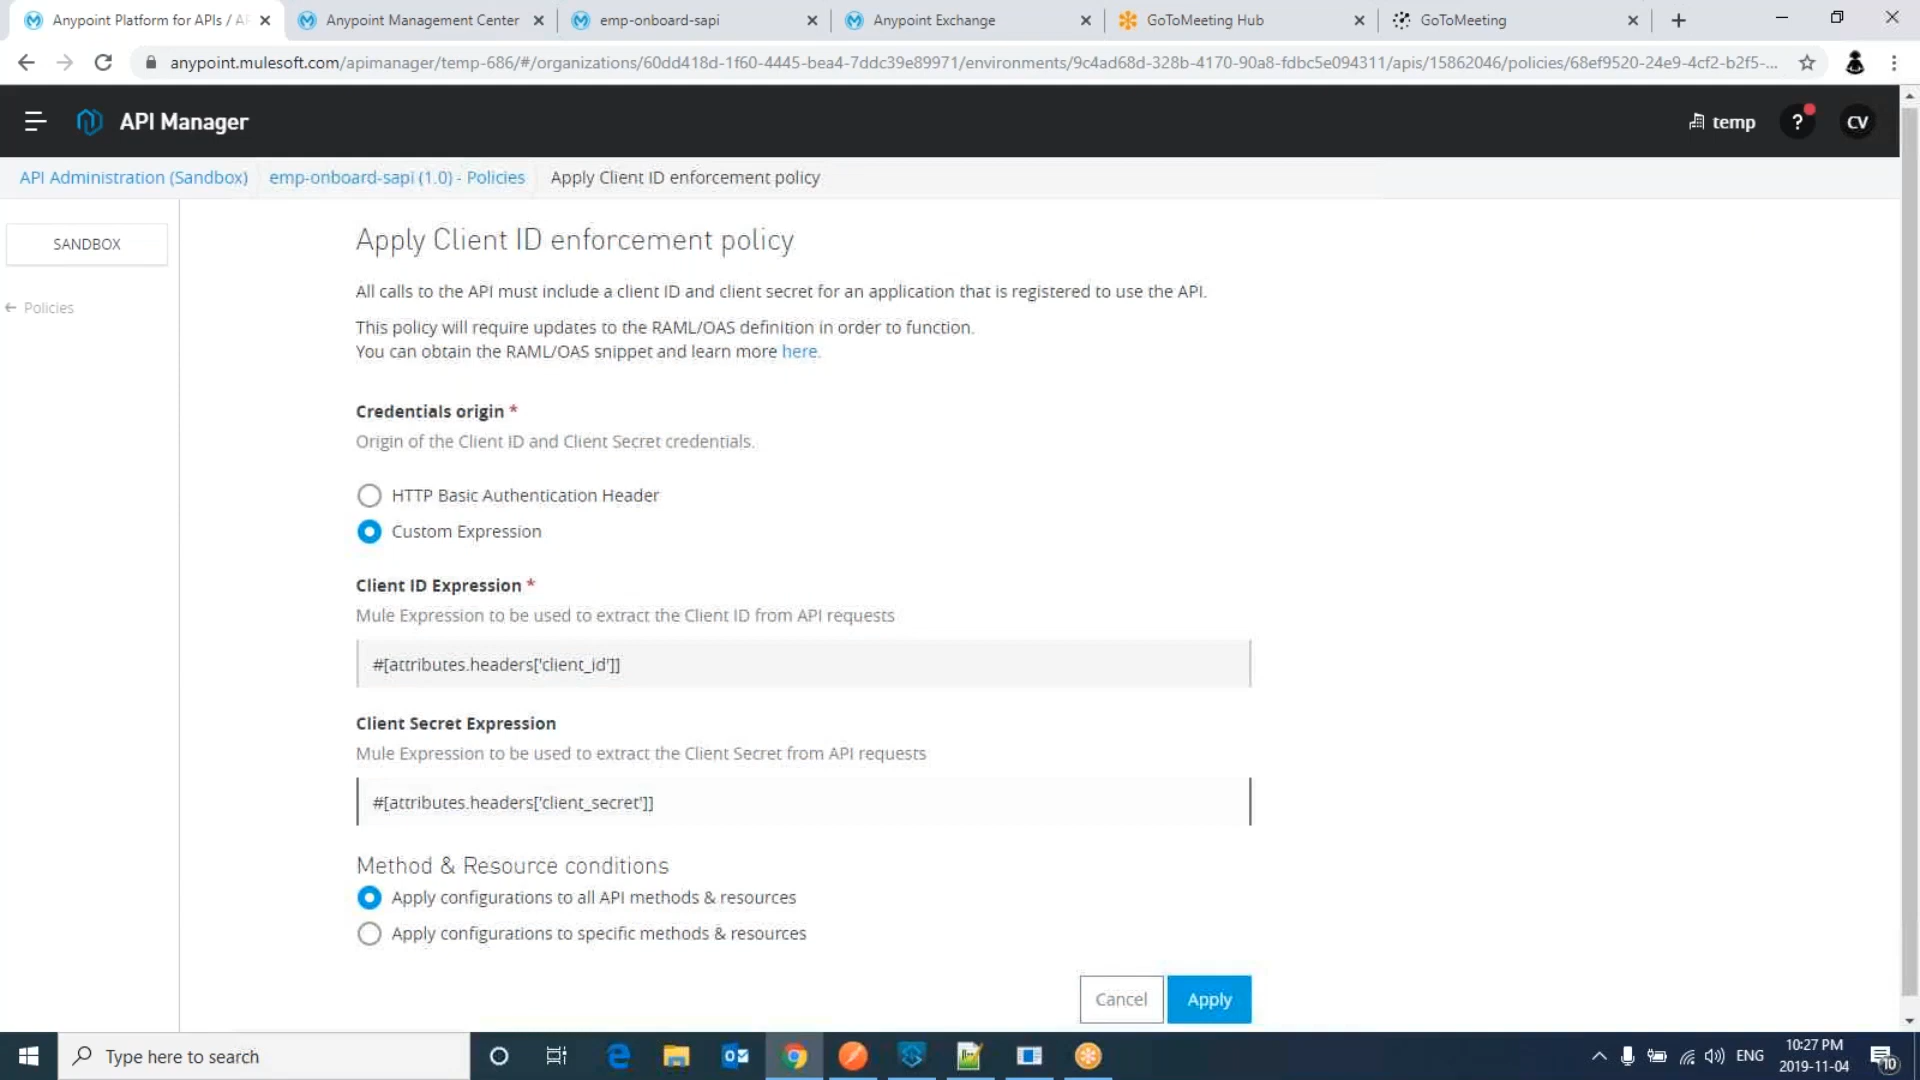 Anypoint Platform for APIs / AP
Anypoint Management Center
emp-onboard-sapi
Anypoint Exchange
GoToMeeting Hub
GoToMeeting
anypoint.mulesoft.com/apimanager/temp-686/#/organizations/60dd418d-1f60-4445-bea4-7ddc39e89971/environments/9c4ad68d-328b-4170-90a8-fdbc5e094311/apis/15862046/policies/68ef9520-24e9-4cf2-b2f5-...
API Manager
temp
?
CV
API Administration (Sandbox)
emp-onboard-sapi (1.0) - Policies
Apply Client ID enforcement policy
SANDBOX
← Policies
Apply Client ID enforcement policy
All calls to the API must include a client ID and client secret for an application that is registered to use the API.
This policy will require updates to the RAML/OAS definition in order to function.
You can obtain the RAML/OAS snippet and learn more here.
Credentials origin *
Origin of the Client ID and Client Secret credentials.
HTTP Basic Authentication Header
Custom Expression
Client ID Expression *
Mule Expression to be used to extract the Client ID from API requests
#[attributes.headers['client_id']]
Client Secret Expression
Mule Expression to be used to extract the Client Secret from API requests
#[attributes.headers['client_secret']]
Method & Resource conditions
Apply configurations to all API methods & resources
Apply configurations to specific methods & resources
Cancel
Apply
Type here to search
ENG
10:27 PM
2019-11-04
10